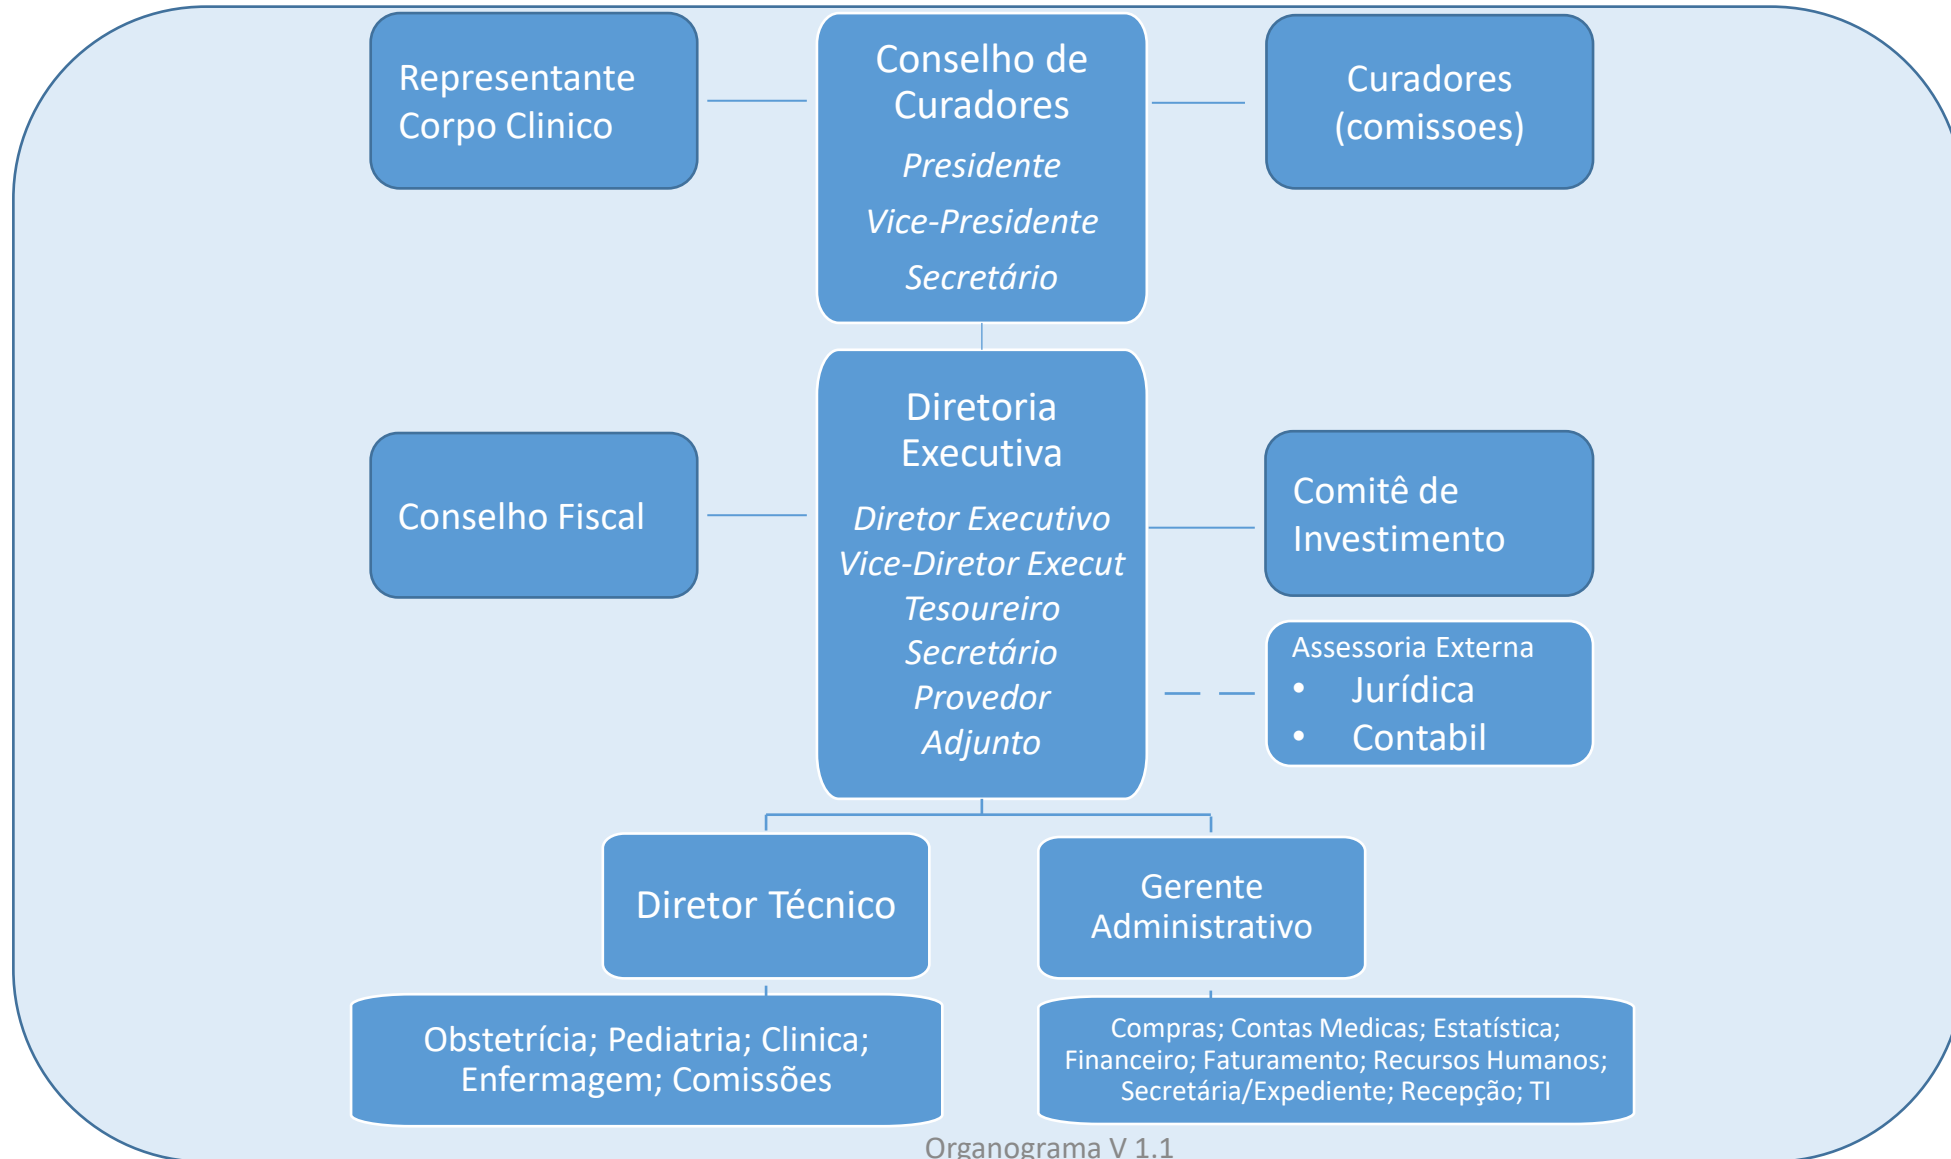 Representante
Corpo Clinico
Conselho de
Curadores
Presidente
Vice-Presidente
Secretário
Curadores
(comissoes)
Conselho Fiscal
Diretoria
Executiva
Diretor Executivo
Vice-Diretor Execut
Tesoureiro
Secretário
Provedor
Adjunto
Comitê de
Investimento
Assessoria Externa
• Jurídica
• Contabil
Diretor Técnico
Gerente
Administrativo
Obstetrícia; Pediatria; Clinica;
Enfermagem; Comissões
Compras; Contas Medicas; Estatística;
Financeiro; Faturamento; Recursos Humanos;
Secretária/Expediente; Recepção; TI
Organograma V 1.1